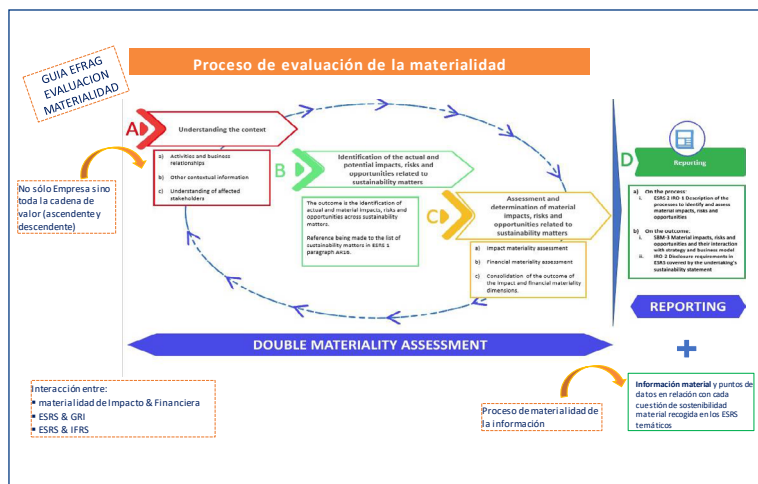 GUIA EFRAG
EVALUACION
MATERIALIDAD
Proceso de evaluación de la materialidad
A
Understanding the context
a) Activities and business
relationships
b) Other contextual information
c) Understanding of affected
stakeholders
No sólo Empresa sino
toda la cadena de
valor (ascendente y
descendente)
B
Identification of the actual and
potential impacts, risks and
opportunities related to
sustainability matters
The outcome is the identification of
actual and material impacts, risks and
opportunities across sustainability
matters.
Reference being made to the list of
sustainability matters in ESRS 1
paragraph AR16.
C
Assessment and
determination of material
impacts, risks and
opportunities related to
sustainability matters
a) Impact materiality assessment
b) Financial materiality assessment
c) Consolidation of the outcome of
the impact and financial materiality
dimensions.
D
Reporting
a) On the process:
i. ESRS 2 IRO 1 Description of the
processes to identify and assess
material impacts, risks and
opportunities
b) On the outcome:
i. SBM-3 Material impacts, risks and
opportunities and their interaction
with strategy and business model
ii. IRO-2 Disclosure requirements in
ESRS covered by the undertaking's
sustainability statement
DOUBLE MATERIALITY ASSESSMENT
REPORTING
+
Interacción entre:
▪ materialidad de Impacto & Financiera
▪ ESRS & GRI
▪ ESRS & IFRS
Proceso de materialidad de
la información
Información material y puntos de
datos en relación con cada
cuestión de sostenibilidad
material recogida en los ESRS
temáticos